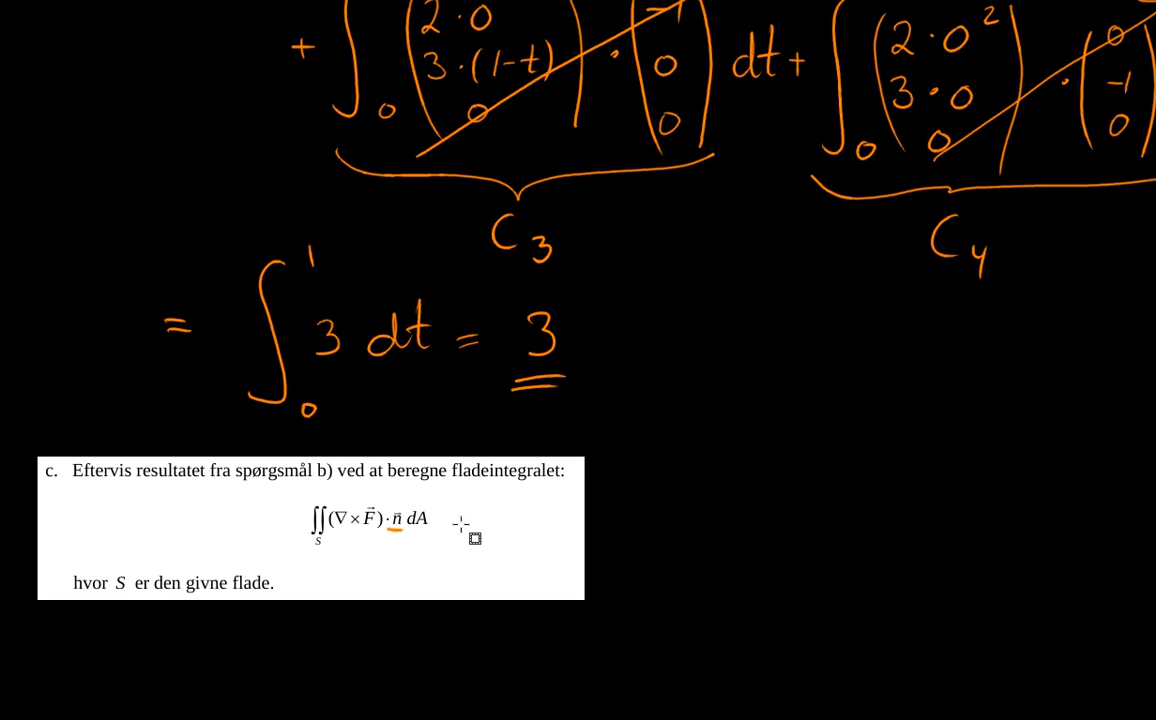 + ∫₀ (2·0 3·(1-t) 0) · (-1 0 0) dt + ∫₀ (2·0² 3·0 0) · (0 -1 0)
C₃ C₄
= ∫₀¹ 3 dt = 3
c. Eftervis resultatet fra spørgsmål b) ved at beregne fladeintegralet:
∬_S (∇×F⃗)·n⃗ dA
hvor S er den givne flade.